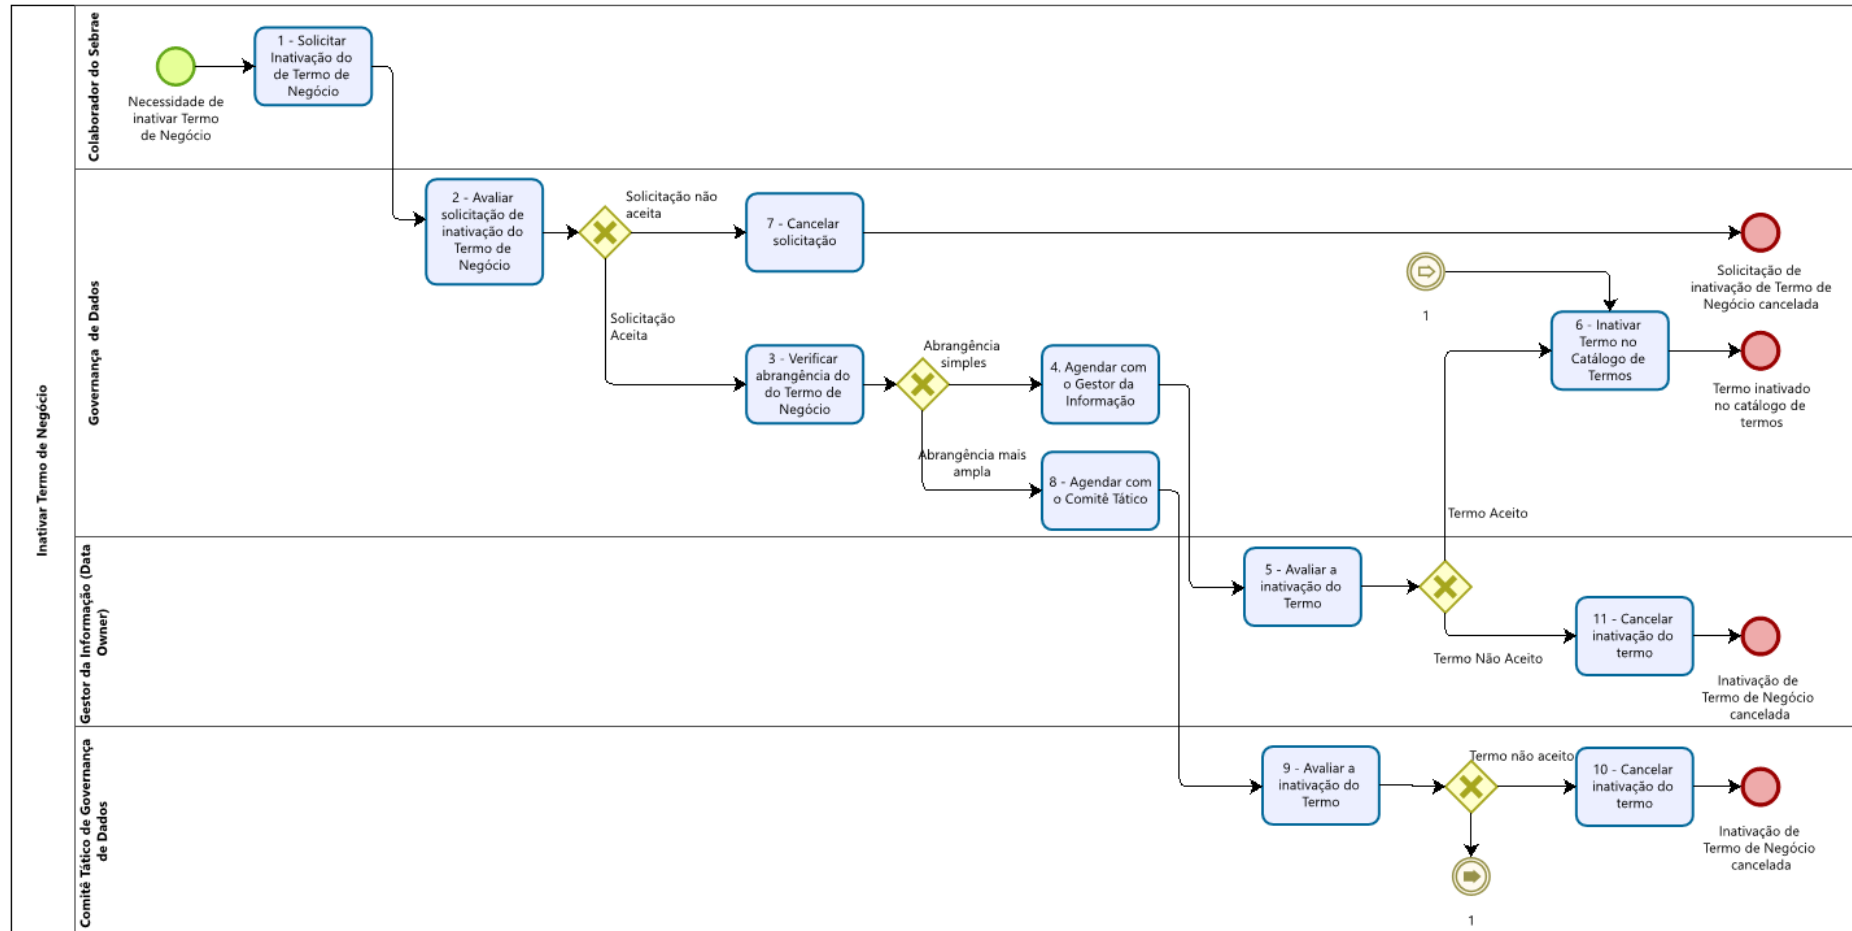 Inativar Termo de Negócio
Colaborador do Sebrae
Necessidade de
inativar Termo
de Negócio
1 - Solicitar
Inativação do
de Termo de
Negócio
Governança  de Dados
2 - Avaliar
solicitação de
inativação do
Termo de
Negócio
Solicitação não
aceita
7 - Cancelar
solicitação
Solicitação de
inativação de Termo de
Negócio cancelada
Solicitação
Aceita
3 - Verificar
abrangência do
do Termo de
Negócio
Abrangência
simples
4. Agendar com
o Gestor da
Informação
Abrangência mais
ampla
8 - Agendar com
o Comitê Tático
1
6 - Inativar
Termo no
Catálogo de
Termos
Termo inativado
no catálogo de
termos
Termo Aceito
Gestor da Informação (Data
Owner)
5 - Avaliar a
inativação do
Termo
Termo Não Aceito
11 - Cancelar
inativação do
termo
Inativação de
Termo de Negócio
cancelada
Comitê Tático de Governança
de Dados
9 - Avaliar a
inativação do
Termo
Termo não aceito
10 - Cancelar
inativação do
termo
Inativação de
Termo de Negócio
cancelada
1